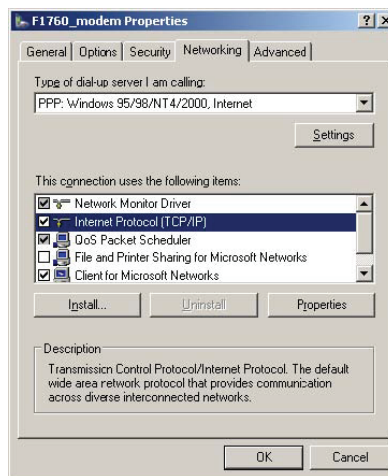 F1760_modem Properties
General Options Security Networking Advanced
Type of dial-up server I am calling:
PPP: Windows 95/98/NT4/2000, Internet
Settings
This connection uses the following items:
Network Monitor Driver
Internet Protocol (TCP/IP)
QoS Packet Scheduler
File and Printer Sharing for Microsoft Networks
Client for Microsoft Networks
Install... Uninstall Properties
Description
Transmission Control Protocol/Internet Protocol. The default
wide area network protocol that provides communication
across diverse interconnected networks.
OK Cancel